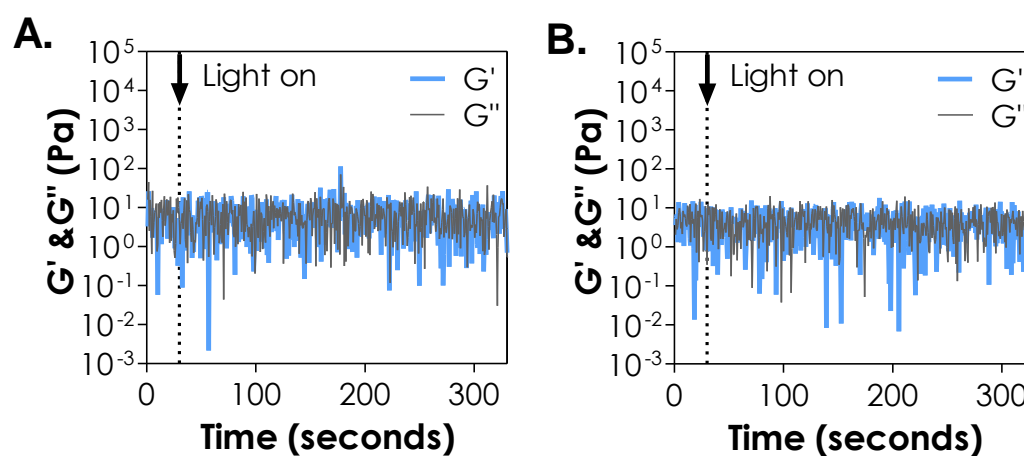 A.
G' & G'' (Pa)
10^5
10^4
10^3
10^2
10^1
10^0
10^-1
10^-2
10^-3
Light on
G'
G''
0 100 200 300
Time (seconds)
B.
G' & G'' (Pa)
10^5
10^4
10^3
10^2
10^1
10^0
10^-1
10^-2
10^-3
Light on
G'
G''
0 100 200 300
Time (seconds)